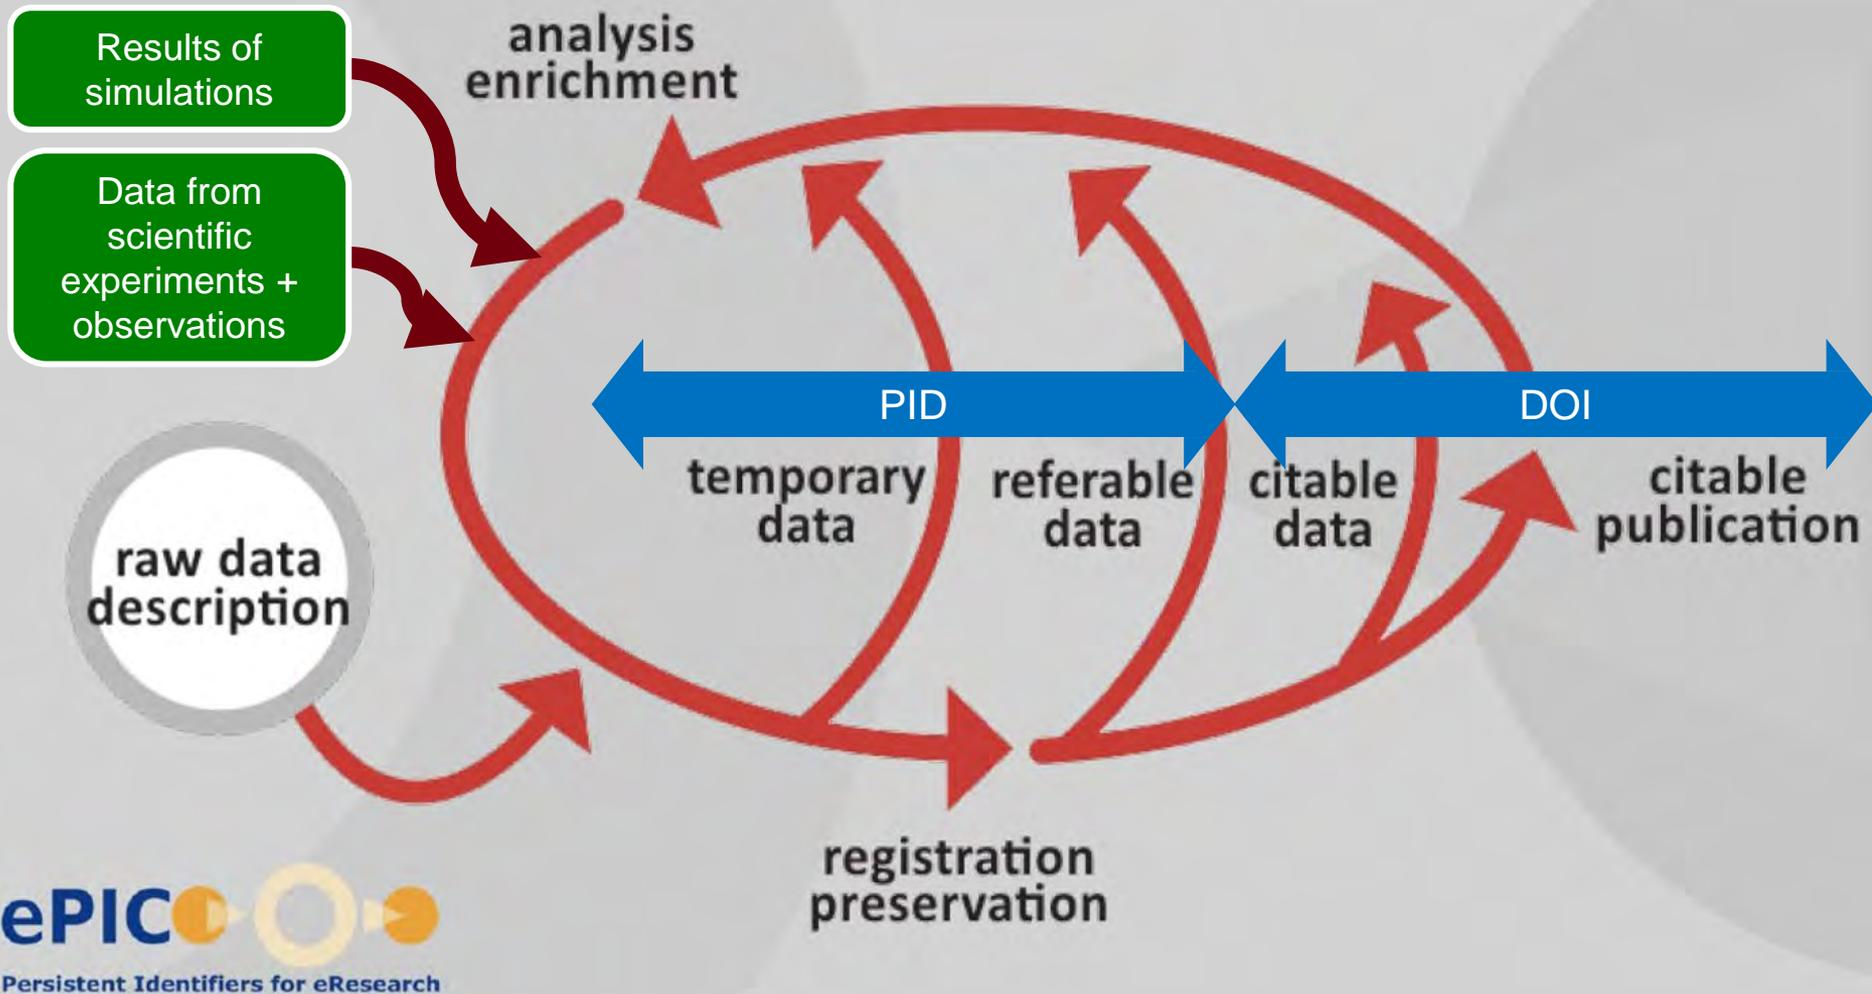 Results of
simulations
analysis
enrichment
Data from
scientific
experiments +
observations
PID
DOI
temporary
data
referable
data
citable
data
citable
publication
raw data
description
registration
preservation
ePIC
Persistent Identifiers for eResearch